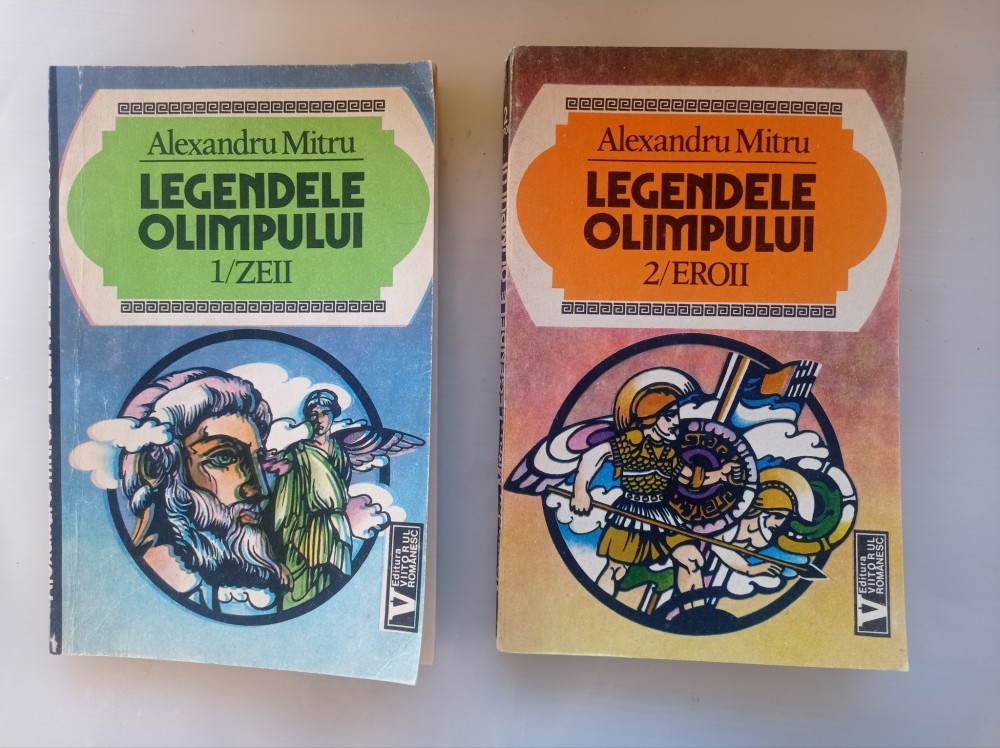 Alexandru Mitru
LEGENDELE
OLIMPULUI
1/ZEII
Editura
VIITORUL
ROMÂNESC
V
Alexandru Mitru
LEGENDELE
OLIMPULUI
2/EROII
Editura
VIITORUL
ROMÂNESC
V